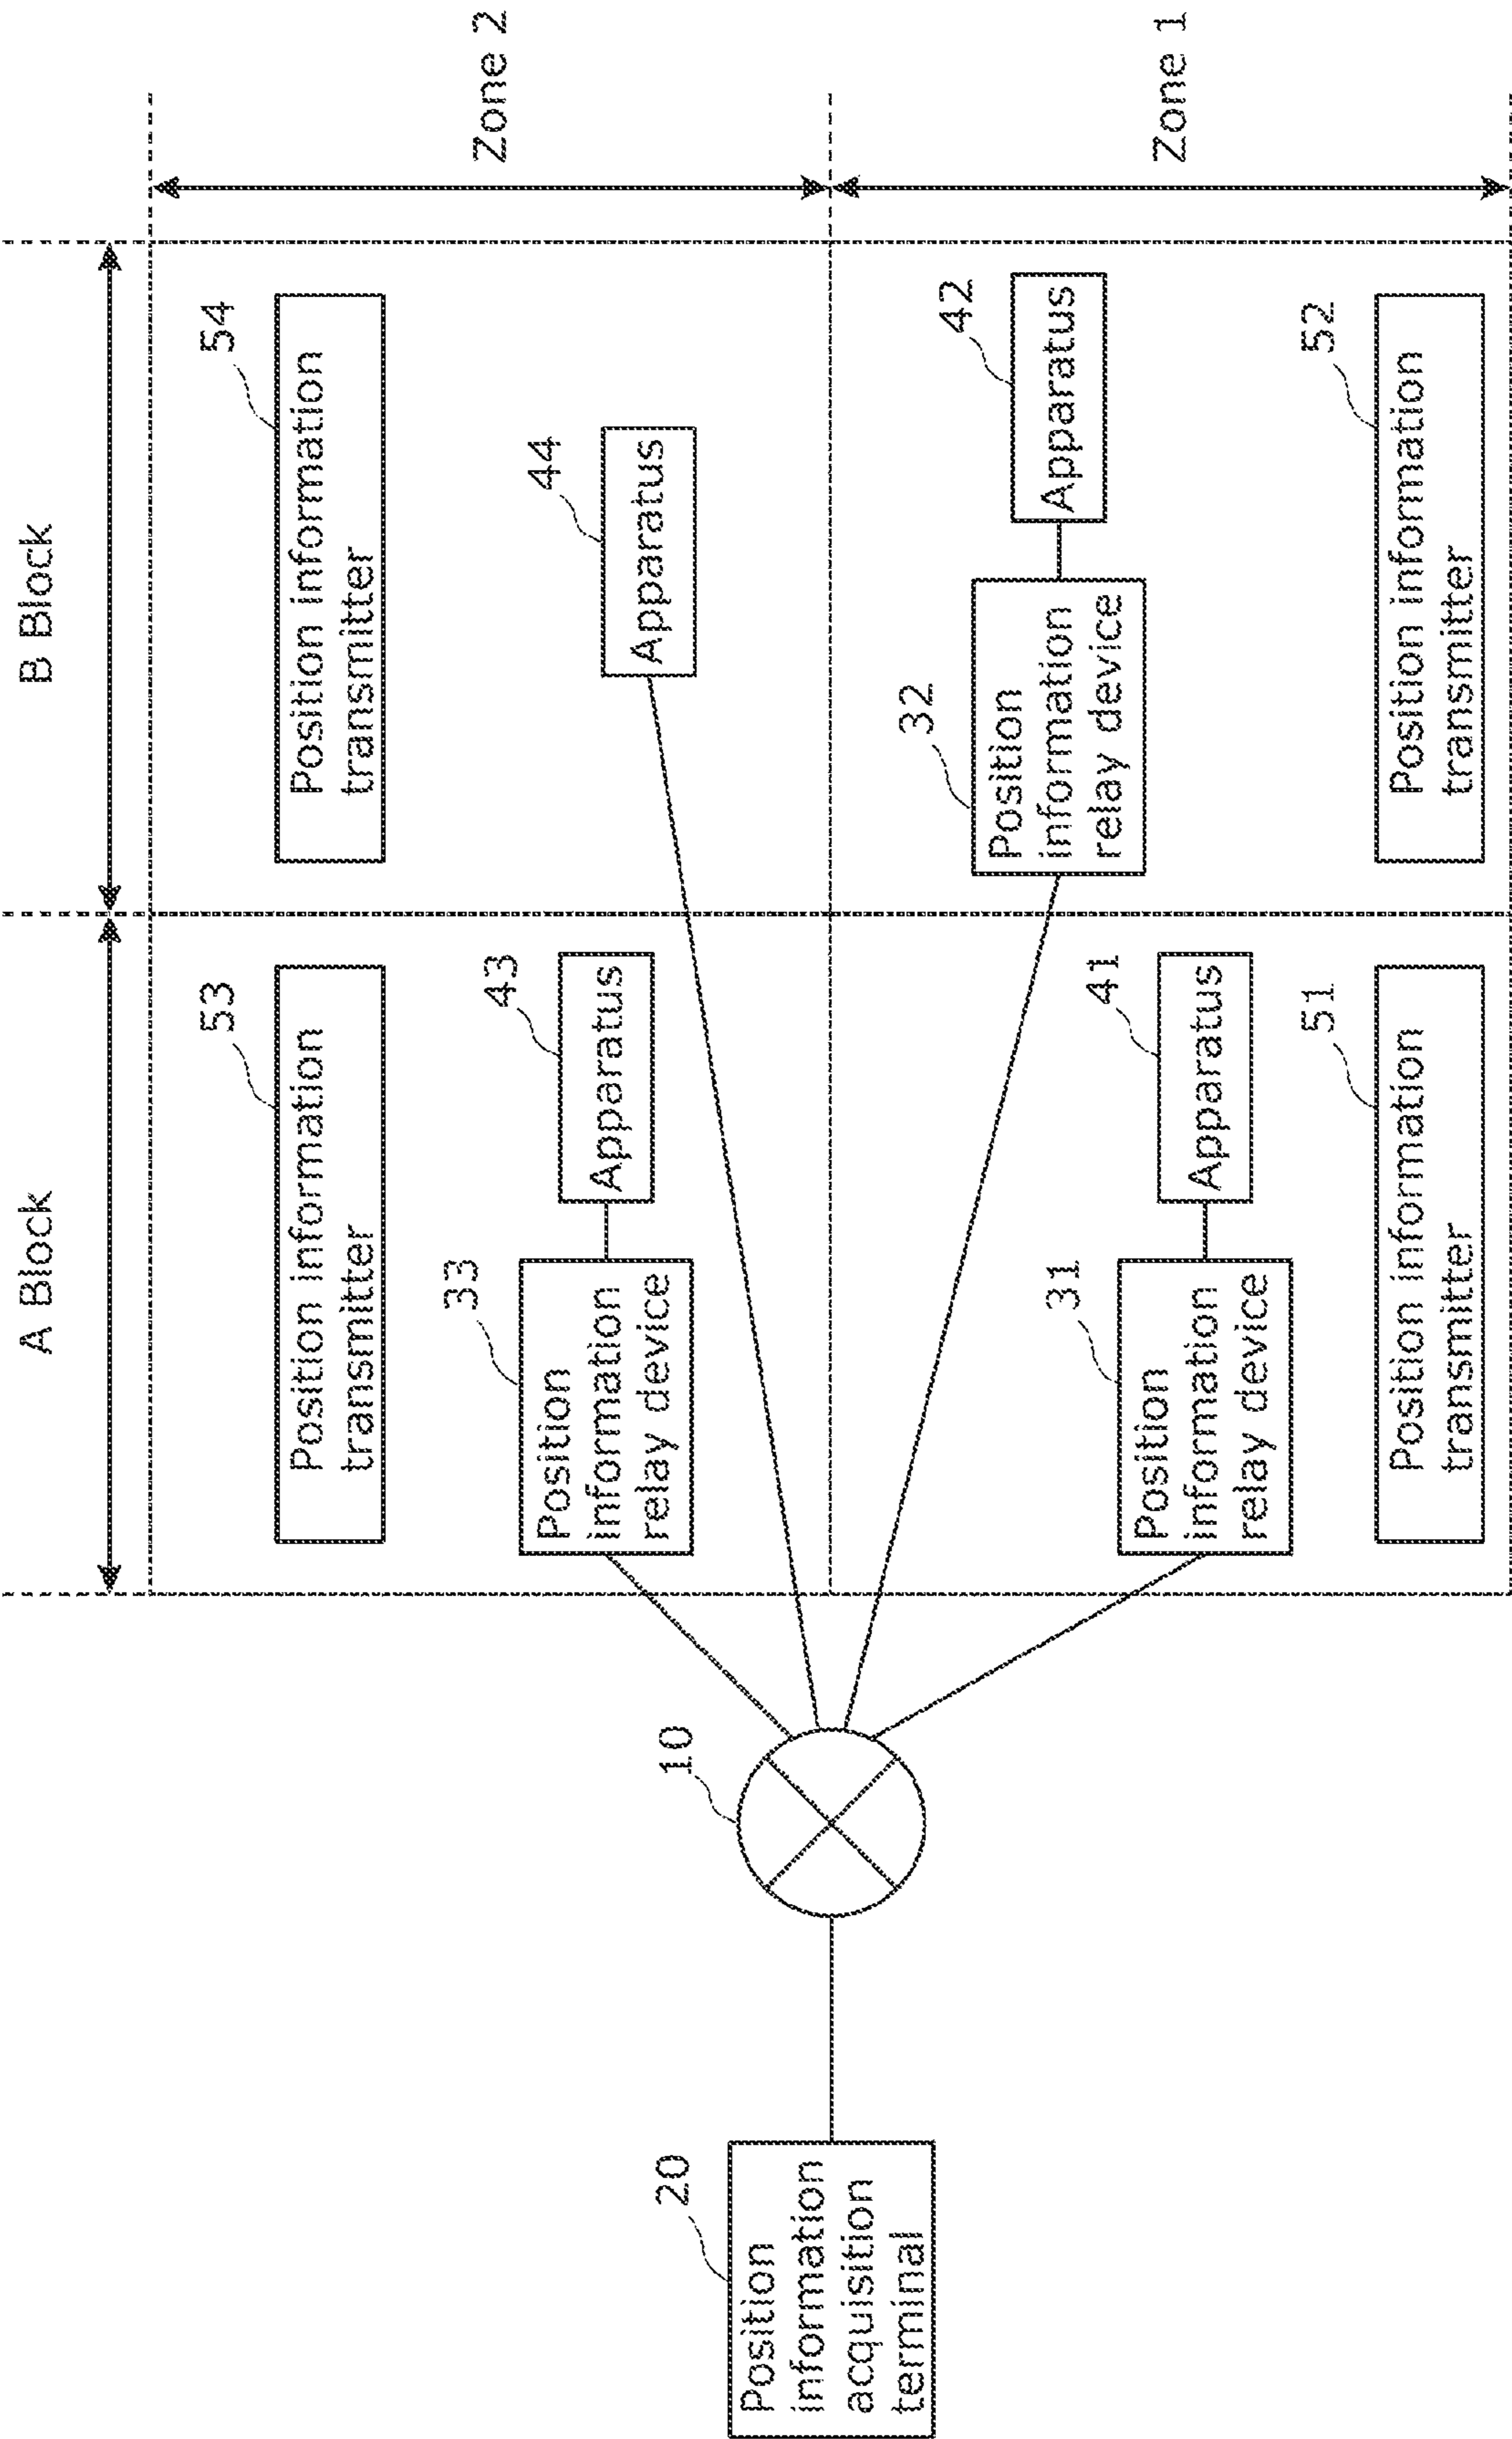 A Block
B Block
Zone 2
Zone 1
53
Position information
transmitter
54
Position information
transmitter
33
Position
information
relay device
43
Apparatus
44
Apparatus
10
20
Position
information
acquisition
terminal
32
Position
information
relay device
42
Apparatus
31
Position
information
relay device
41
Apparatus
51
Position information
transmitter
52
Position information
transmitter